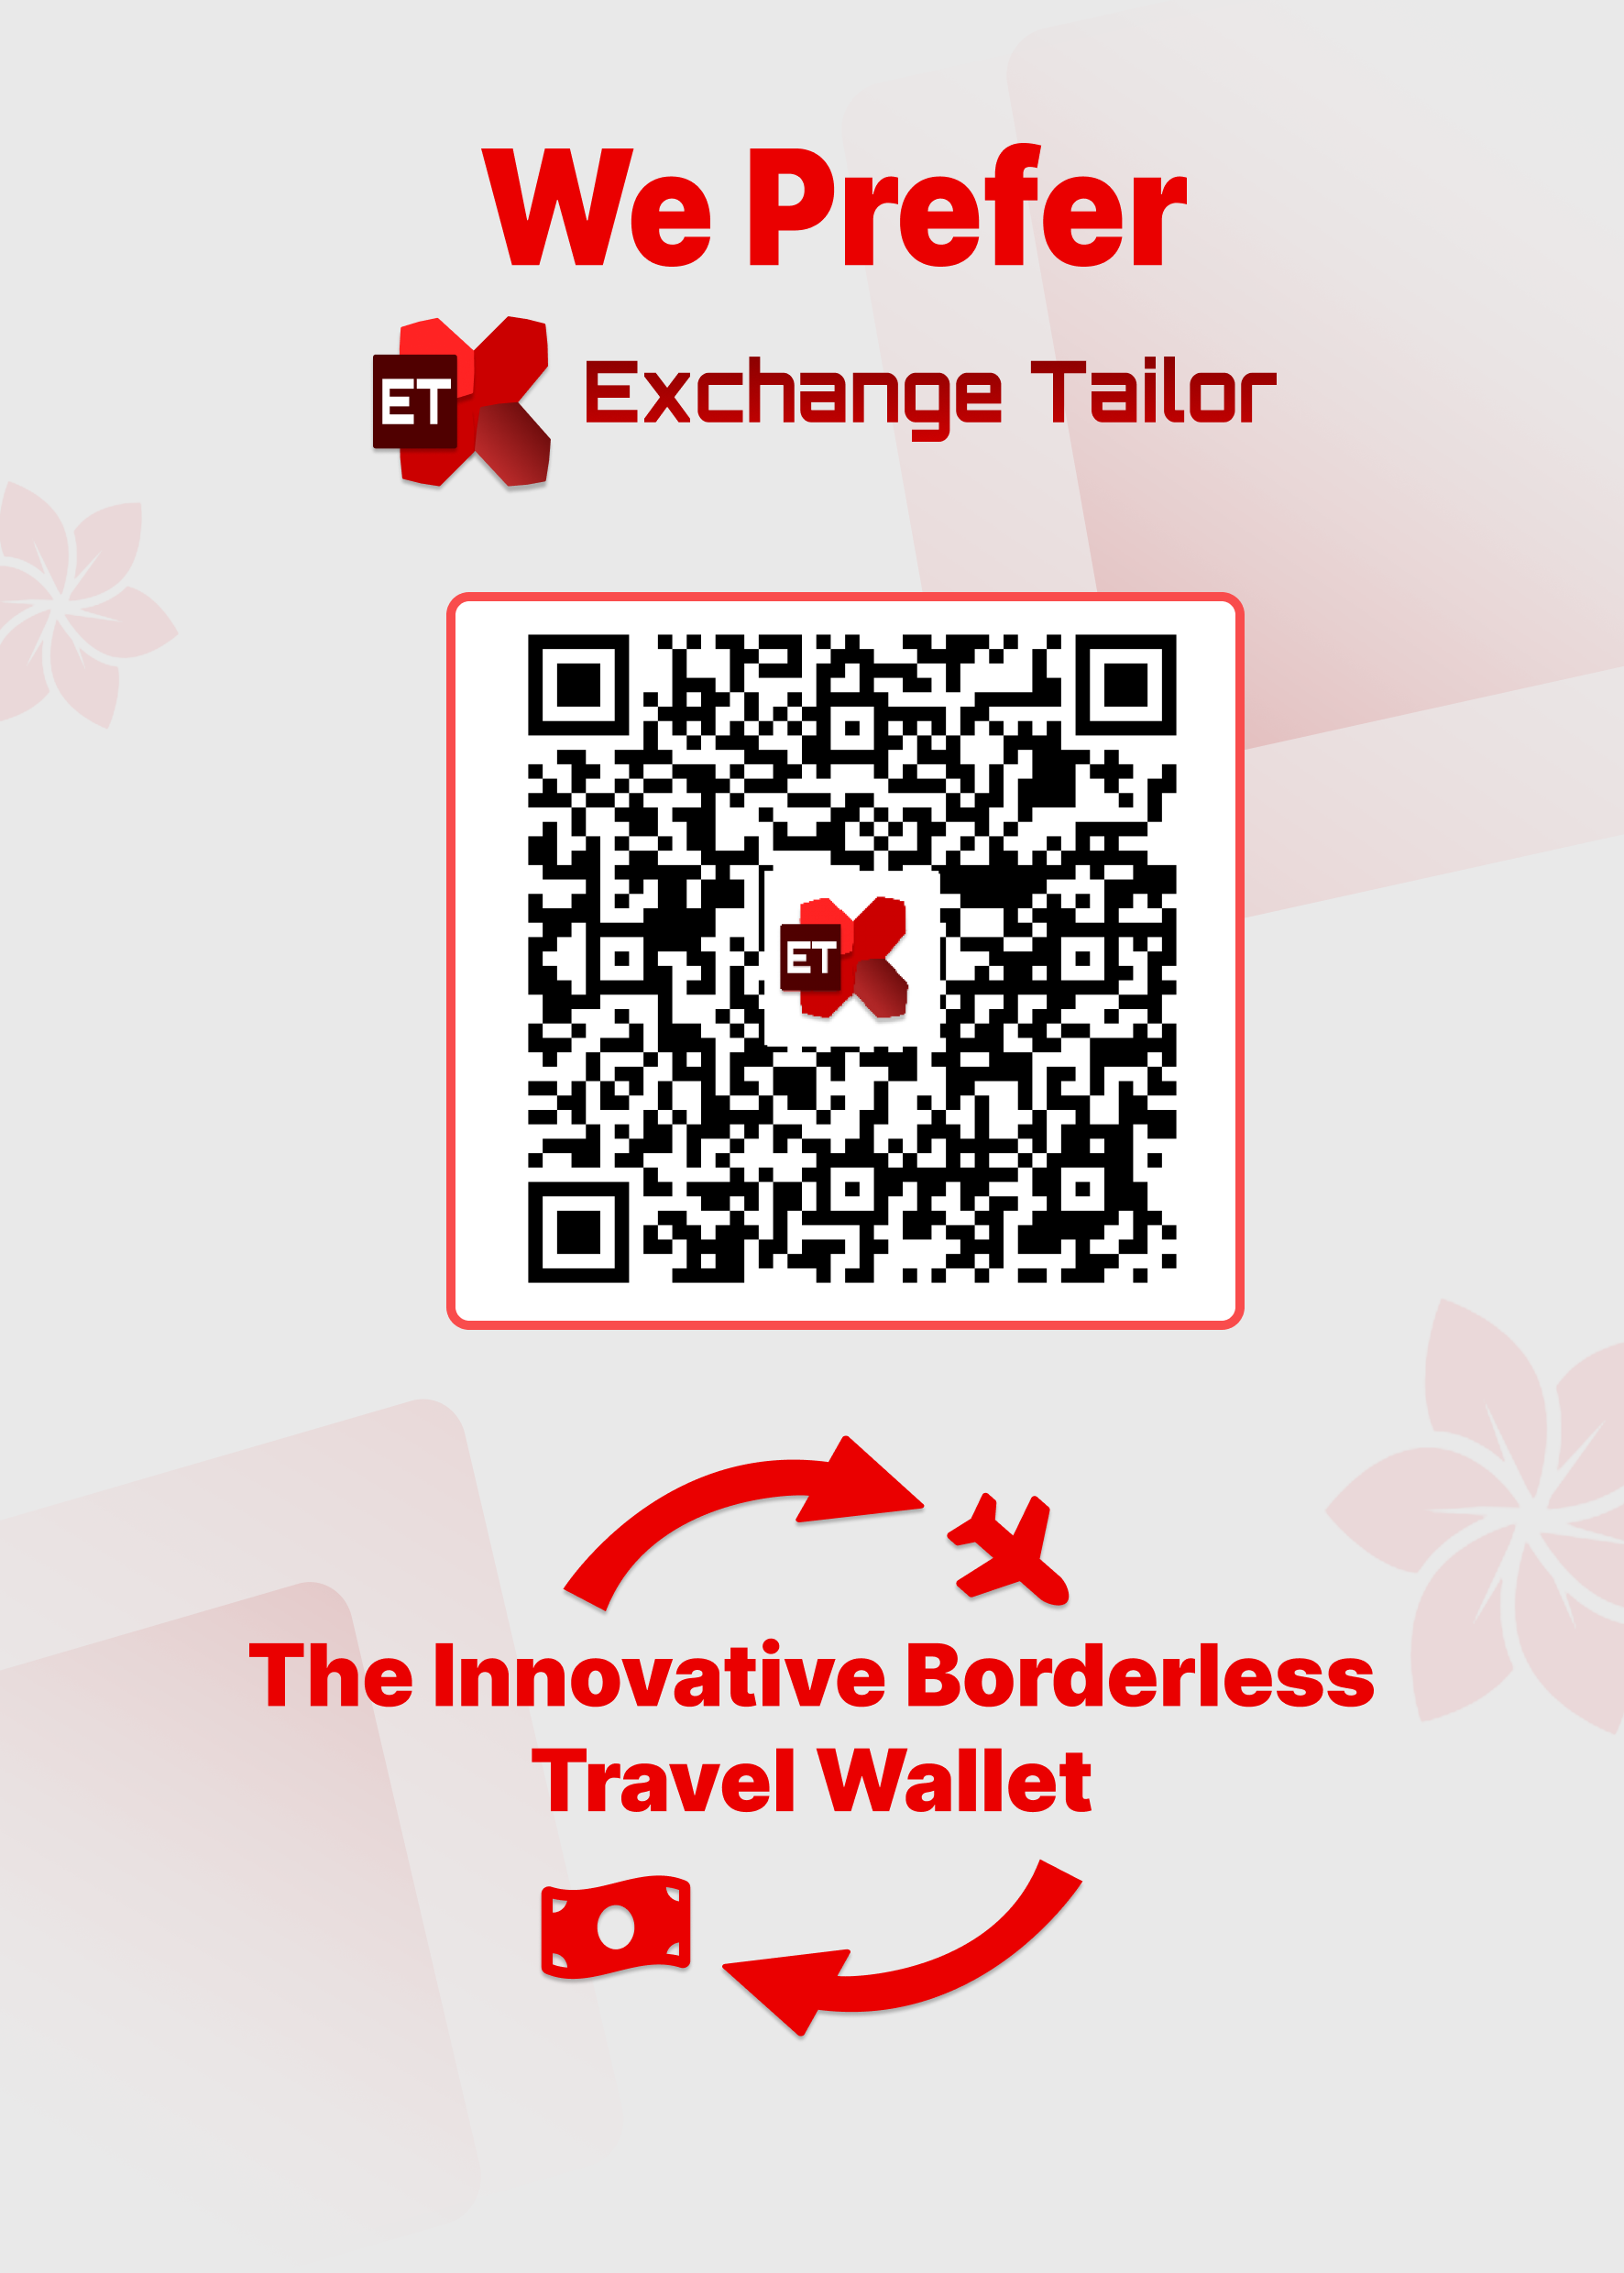 We Prefer
ET Exchange Tailor
ET
The Innovative Borderless
Travel Wallet